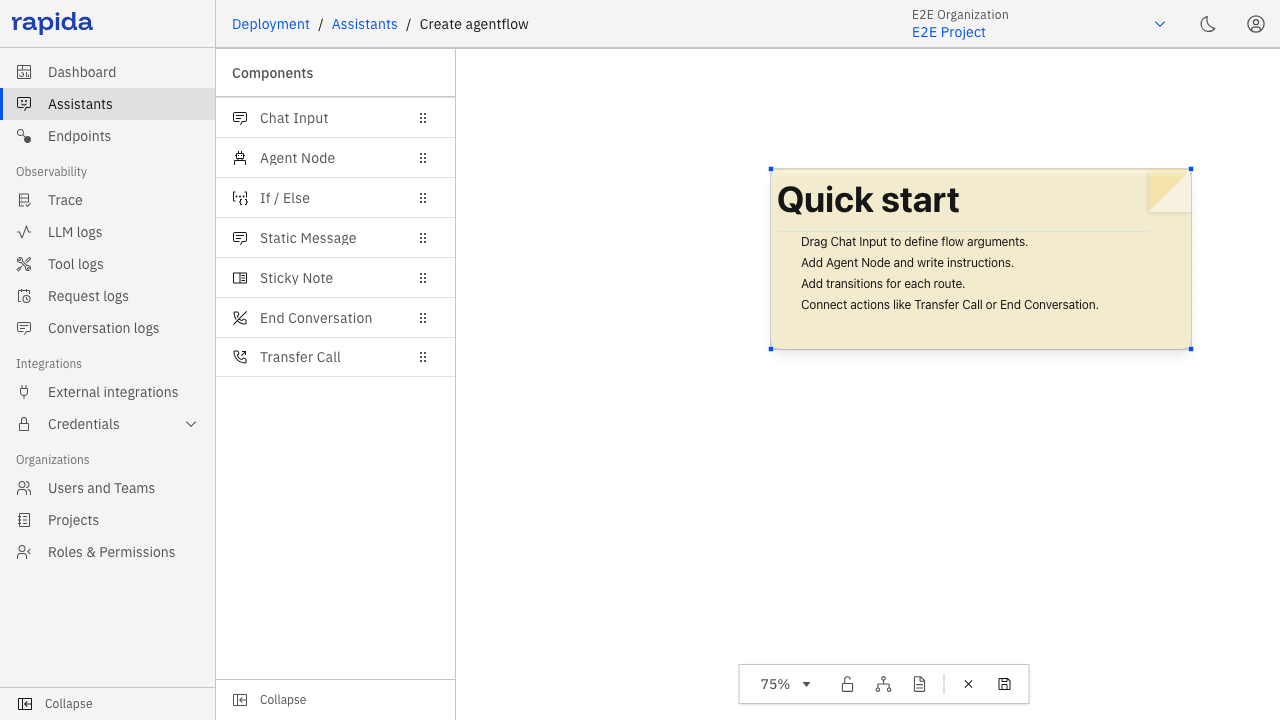 rapida
Deployment / Assistants / Create agentflow
E2E Organization
E2E Project
Dashboard
Assistants
Endpoints
Observability
Trace
LLM logs
Tool logs
Request logs
Conversation logs
Integrations
External integrations
Credentials
Organizations
Users and Teams
Projects
Roles & Permissions
Collapse
Components
Chat Input
Agent Node
If / Else
Static Message
Sticky Note
End Conversation
Transfer Call
Collapse
Quick start
Drag Chat Input to define flow arguments.
Add Agent Node and write instructions.
Add transitions for each route.
Connect actions like Transfer Call or End Conversation.
75%